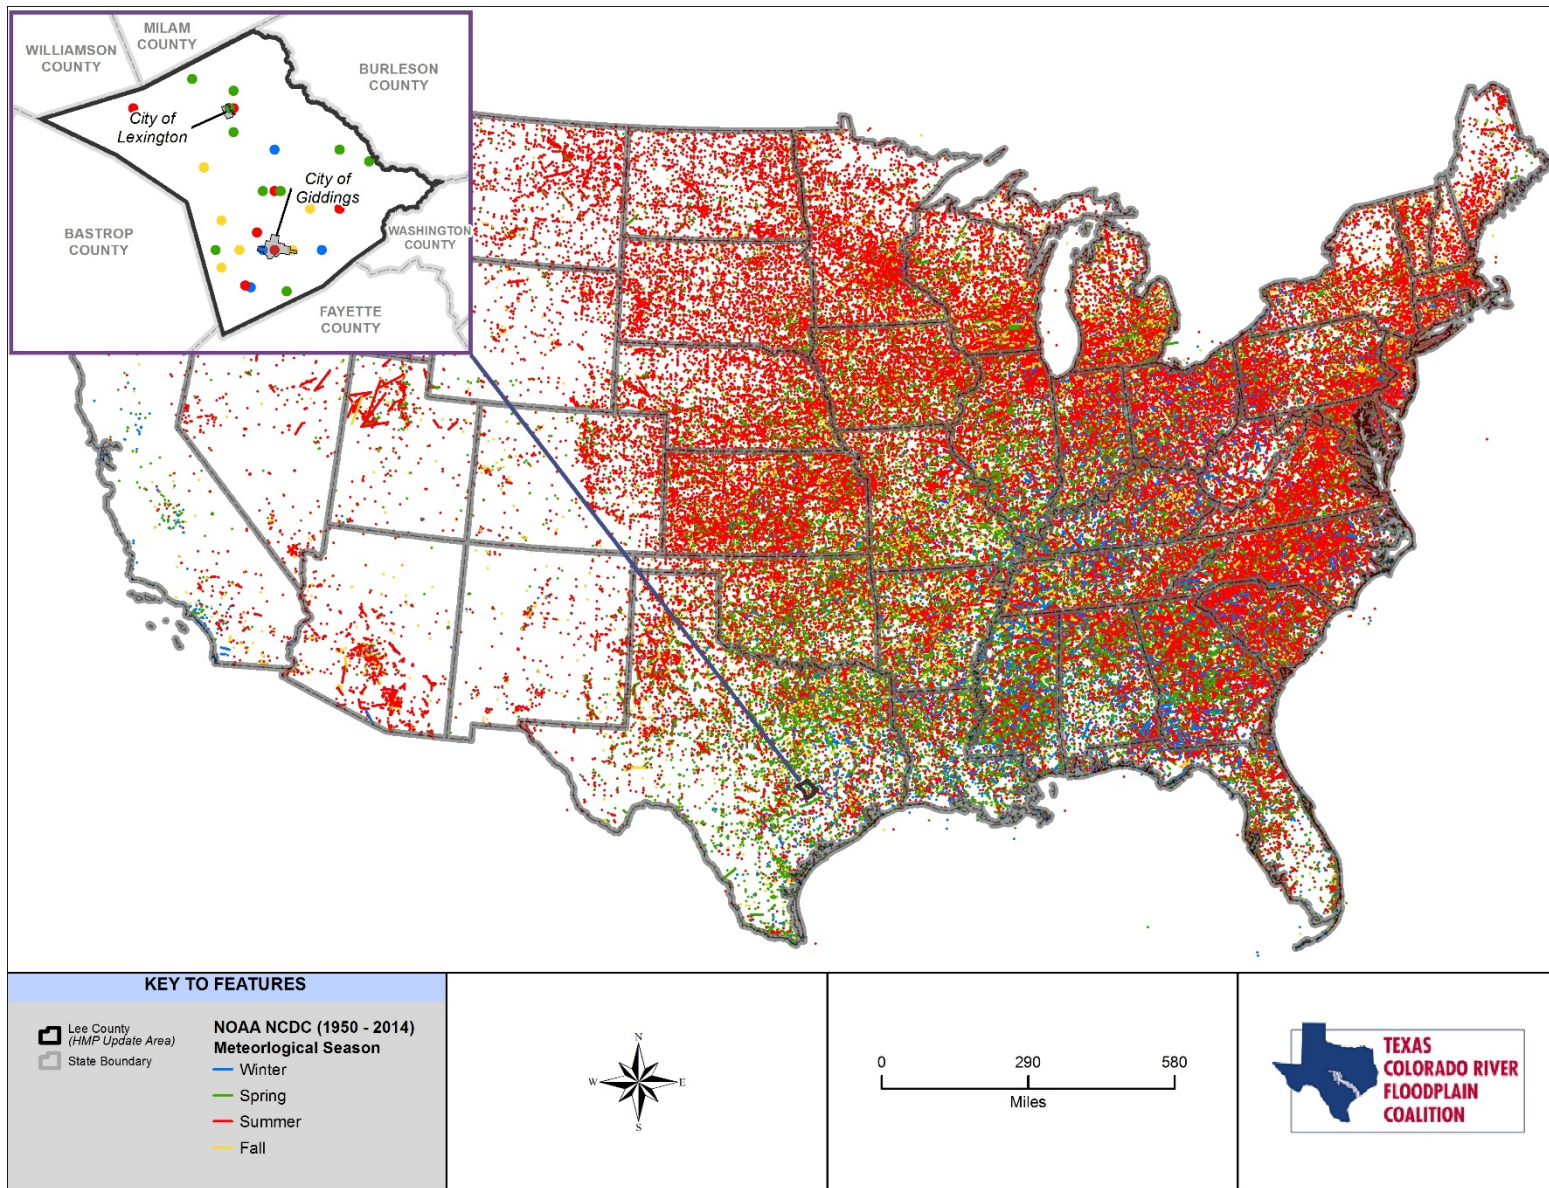 MILAM
COUNTY
WILLIAMSON
COUNTY
BURLESON
COUNTY
City of
Lexington
City of
Giddings
BASTROP
COUNTY
WASHINGTON
COUNTY
FAYETTE
COUNTY
KEY TO FEATURES
Lee County
(HMP Update Area)
State Boundary
NOAA NCDC (1950 - 2014)
Meteorlogical Season
Winter
Spring
Summer
Fall
N
W
E
S
0 290 580
Miles
TEXAS
COLORADO RIVER
FLOODPLAIN
COALITION